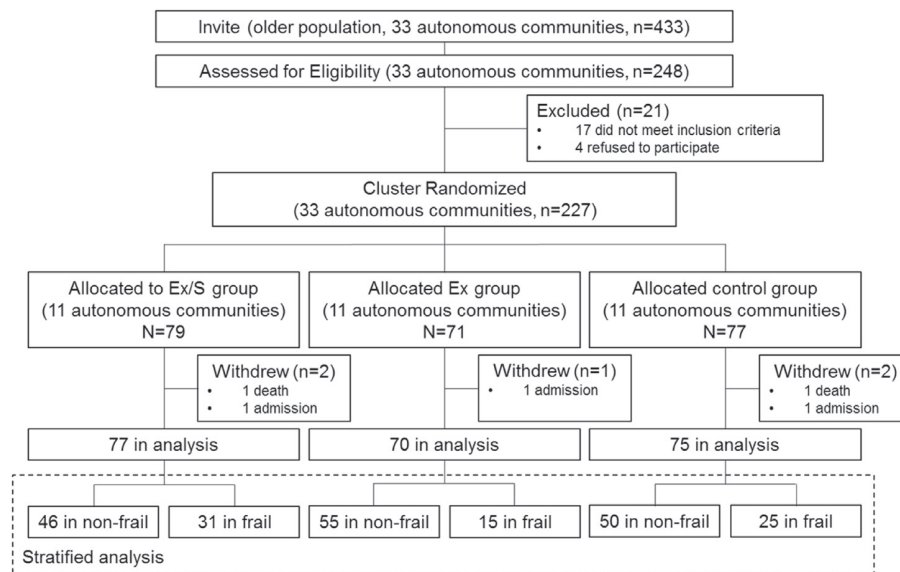 Invite (older population, 33 autonomous communities, n=433)
Assessed for Eligibility (33 autonomous communities, n=248)
Excluded (n=21)
• 17 did not meet inclusion criteria
• 4 refused to participate
Cluster Randomized
(33 autonomous communities, n=227)
Allocated to Ex/S group
(11 autonomous communities)
N=79
Allocated Ex group
(11 autonomous communities)
N=71
Allocated control group
(11 autonomous communities)
N=77
Withdrew (n=2)
• 1 death
• 1 admission
Withdrew (n=1)
• 1 admission
Withdrew (n=2)
• 1 death
• 1 admission
77 in analysis
70 in analysis
75 in analysis
46 in non-frail
31 in frail
55 in non-frail
15 in frail
50 in non-frail
25 in frail
Stratified analysis